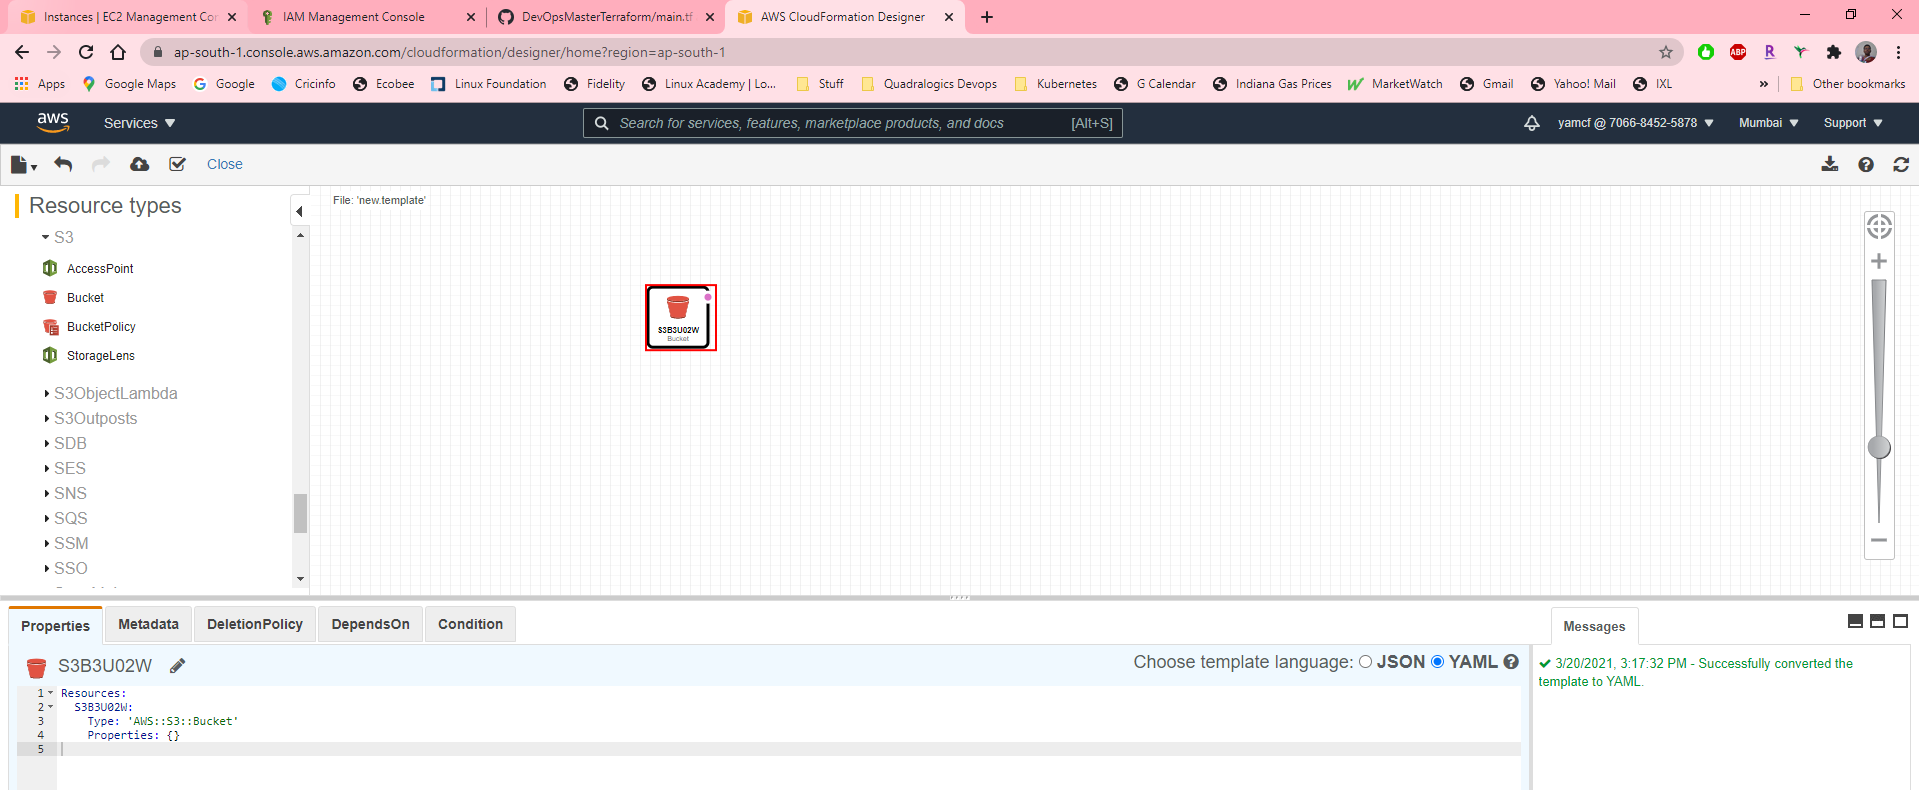 Instances | EC2 Management Con
IAM Management Console
DevOpsMasterTerraform/main.tf
AWS CloudFormation Designer
ap-south-1.console.aws.amazon.com/cloudformation/designer/home?region=ap-south-1
ABP
R
Apps
Google Maps
Google
Cricinfo
Ecobee
Linux Foundation
Fidelity
Linux Academy | Lo...
Stuff
Quadralogics Devops
Kubernetes
G Calendar
Indiana Gas Prices
MarketWatch
Gmail
Yahoo! Mail
IXL
»
Other bookmarks
aws
Services
Search for services, features, marketplace products, and docs
[Alt+S]
yamcf @ 7066-8452-5878
Mumbai
Support
Close
Resource types
File: 'new.template'
S3
AccessPoint
Bucket
BucketPolicy
StorageLens
S3ObjectLambda
S3Outposts
SDB
SES
SNS
SQS
SSM
SSO
S3B3U02W
Bucket
Properties
Metadata
DeletionPolicy
DependsOn
Condition
Messages
S3B3U02W
Choose template language: JSON YAML
1 Resources:
2 S3B3U02W:
3 Type: 'AWS::S3::Bucket'
4 Properties: {}
5
3/20/2021, 3:17:32 PM - Successfully converted the
template to YAML.